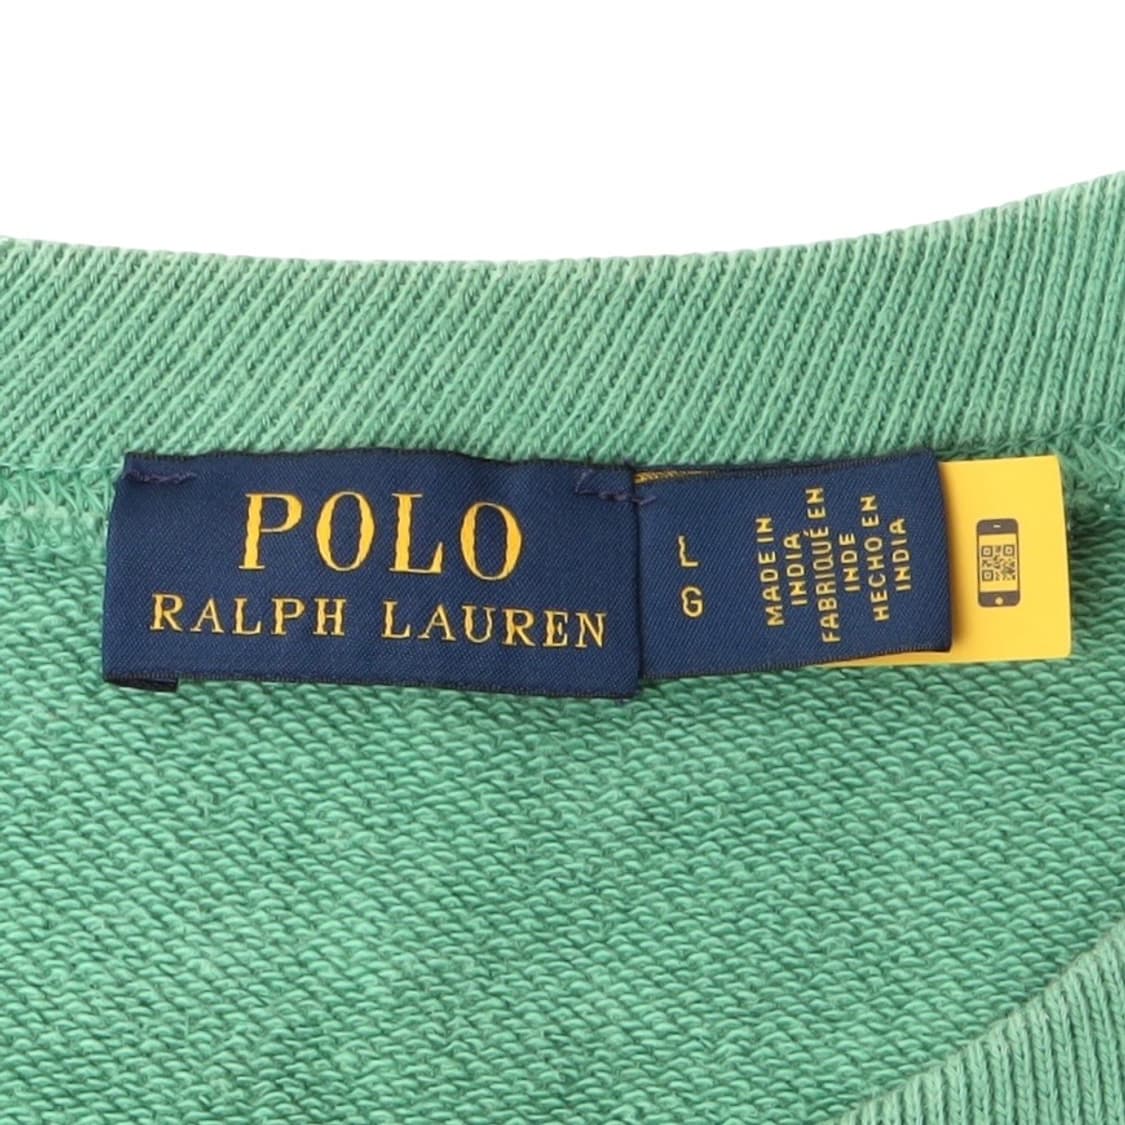 POLO
RALPH LAUREN
L
G
MADE IN
INDIA
FABRIQUÉ EN
INDE
HECHO EN
INDIA